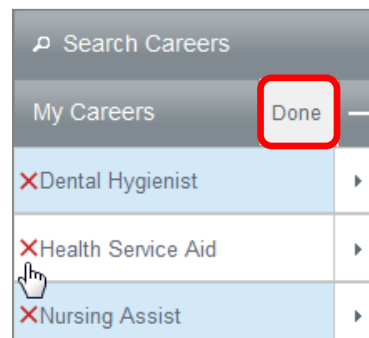 Search Careers
My Careers Done
Dental Hygienist
Health Service Aid
Nursing Assist